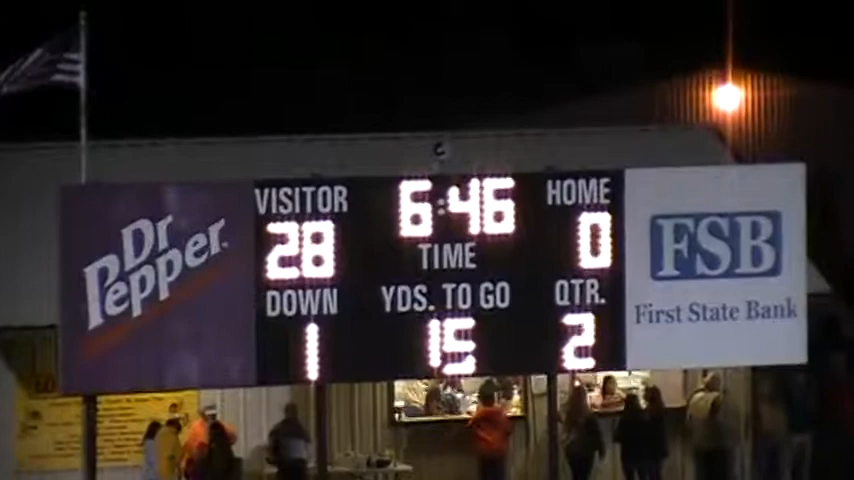 Dr
Pepper
VISITOR
28
6:46
TIME
HOME
0
DOWN
1
YDS. TO GO
15
QTR.
2
FSB
First State Bank